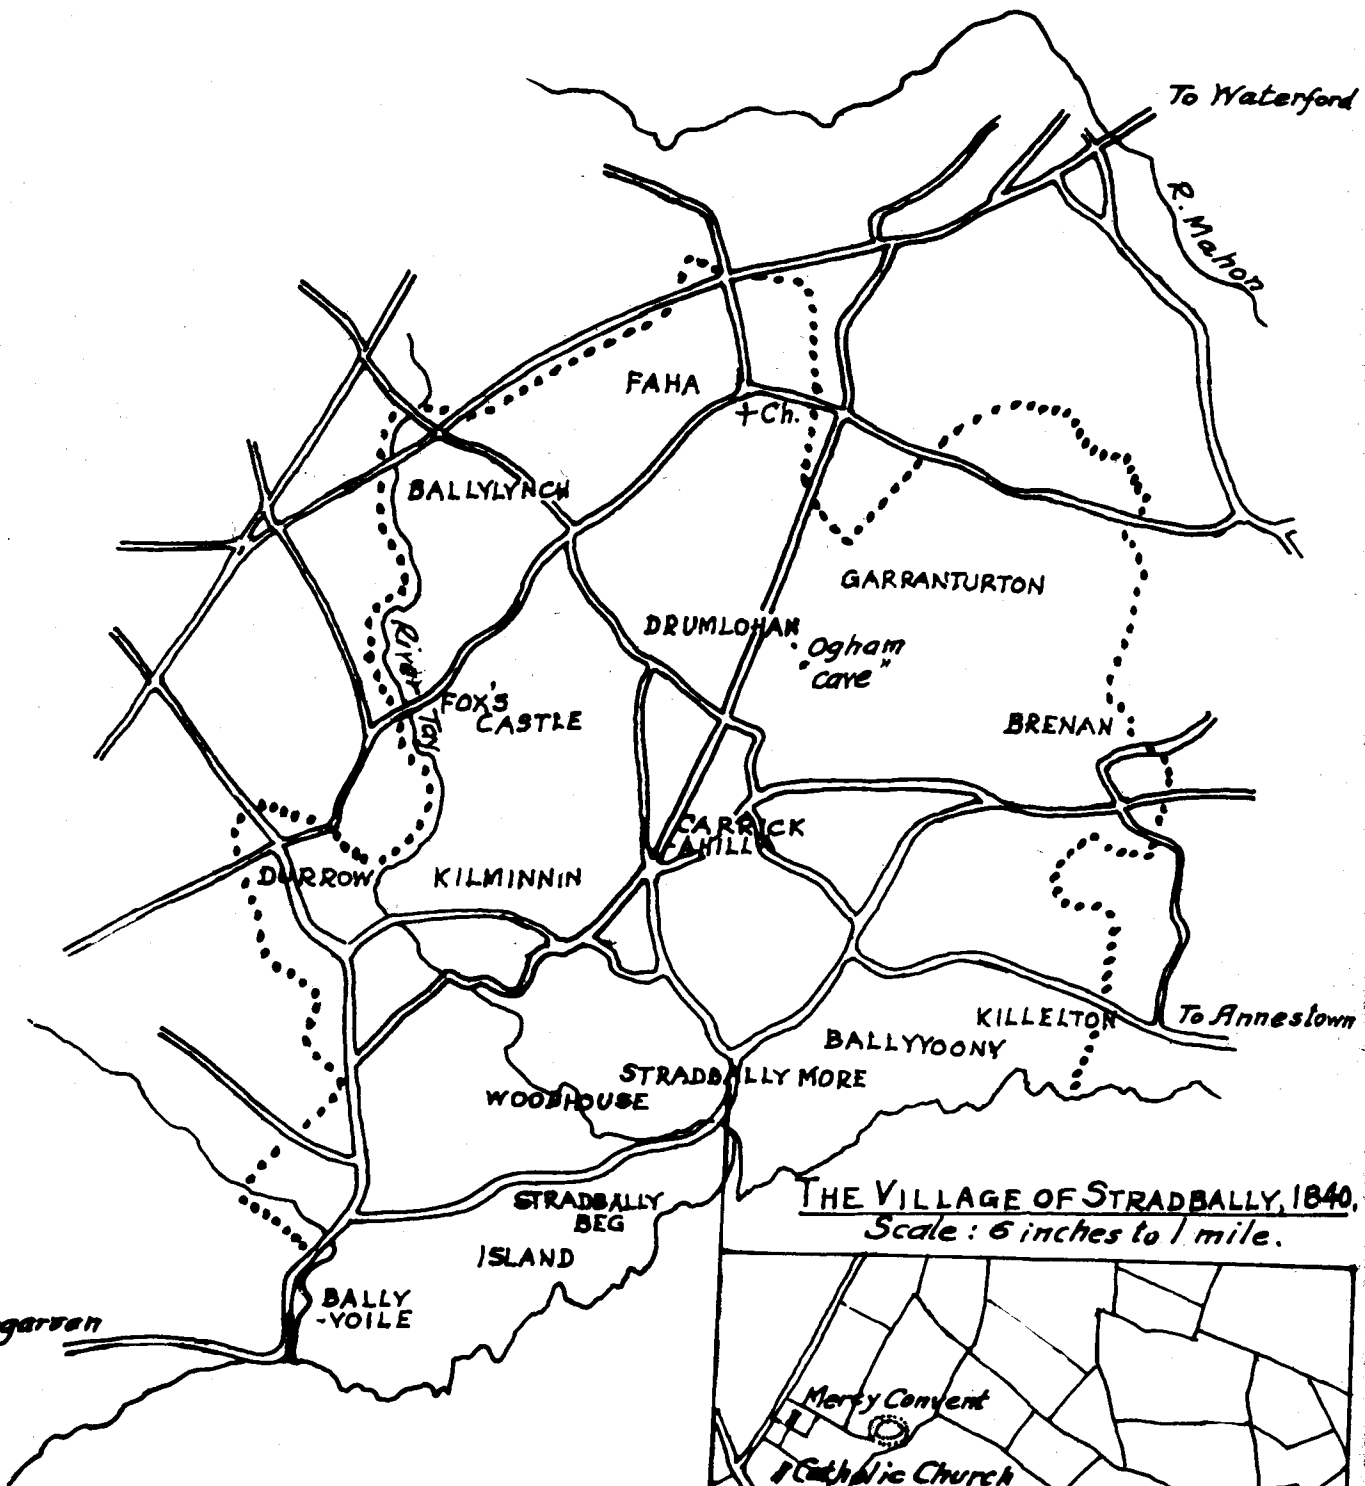 To Waterford
R. Mahon
FAHA
+ Ch.
BALLYLYNCH
GARRANTURTON
DRUMLOHAN
"Ogham
cave"
River Tay
FOX'S
CASTLE
BRENAN
CARRICK
-AHILLA
DURROW
KILMINNIN
KILLELTON
To Annestown
BALLYVOONY
STRADBALLY MORE
WOODHOUSE
STRADBALLY
BEG
ISLAND
BALLY
-VOILE
garvan
THE VILLAGE OF STRADBALLY, 1840.
Scale: 6 inches to 1 mile.
Mercy Convent
Catholic Church